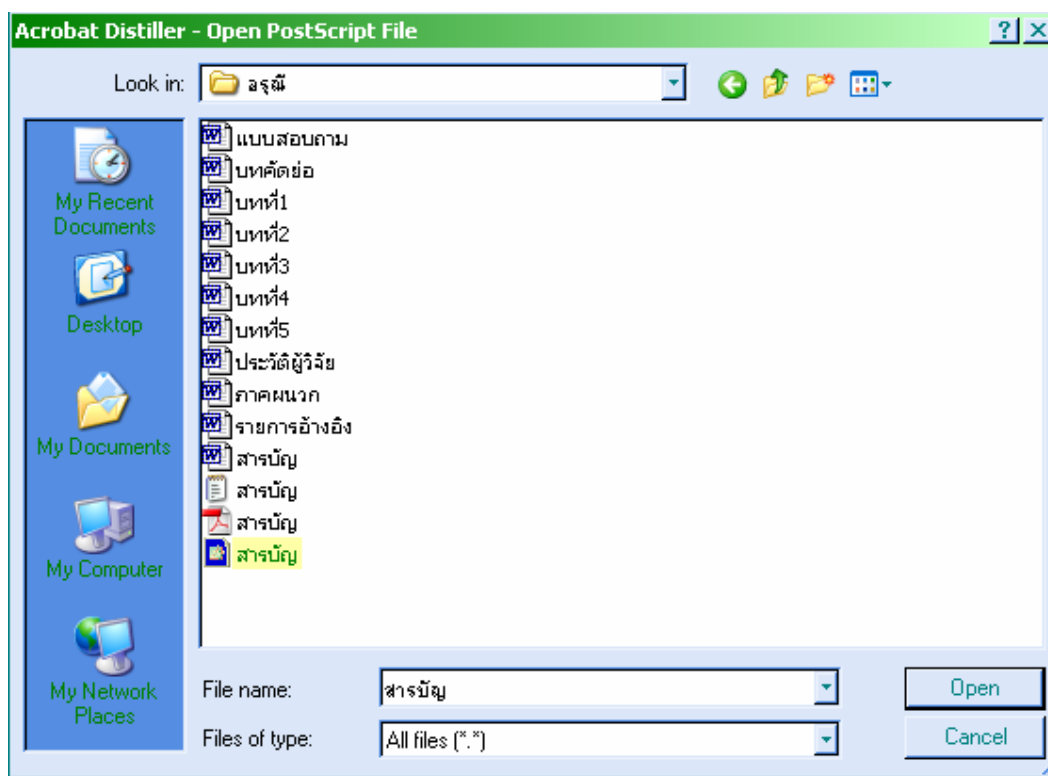 Acrobat Distiller - Open PostScript File
Look in: อรุณี
My Recent
Documents
Desktop
My Documents
My Computer
My Network
Places
แบบสอบถาม
บทคัดย่อ
บทที่1
บทที่2
บทที่3
บทที่4
บทที่5
ประวัติผู้วิจัย
ภาคผนวก
รายการอ้างอิง
สารบัญ
สารบัญ
สารบัญ
สารบัญ
File name: สารบัญ Open
Files of type: All files (*.*) Cancel